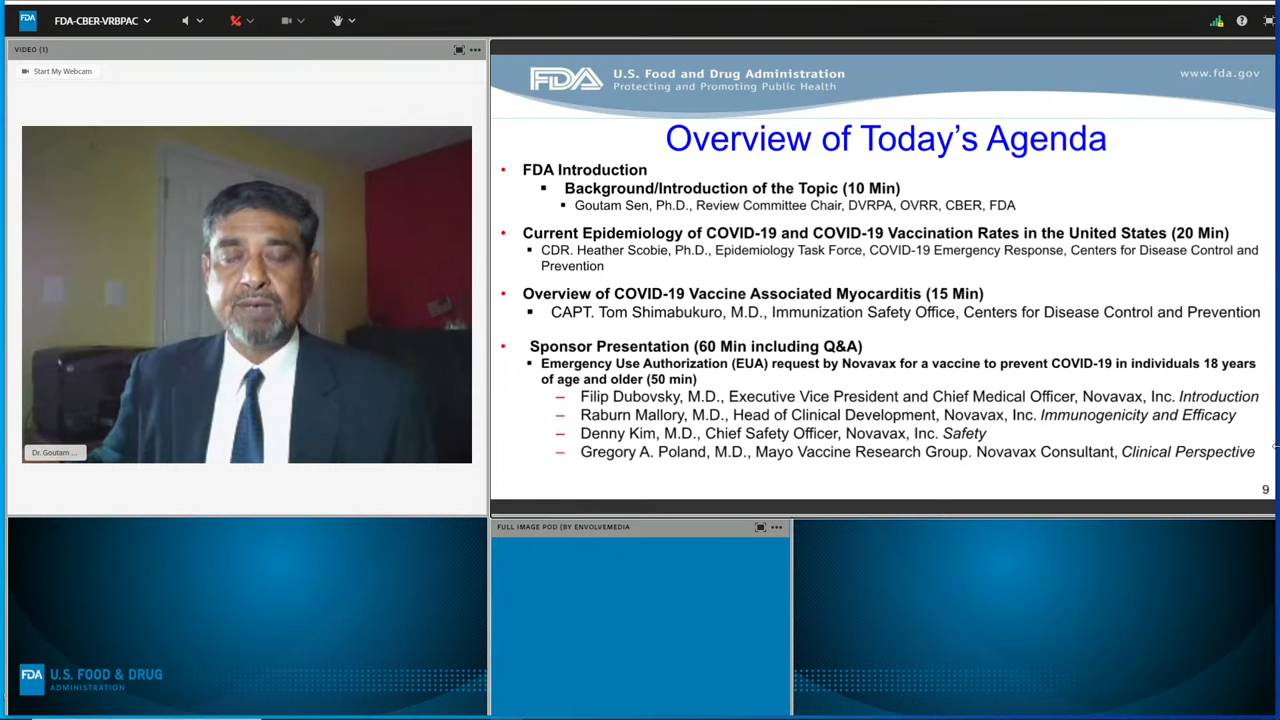 FDA
FDA-CBER-VRBPAC
VIDEO (1)
Start My Webcam
Dr. Goutam ...
FDA
U.S. Food and Drug Administration
Protecting and Promoting Public Health
www.fda.gov
Overview of Today's Agenda
• FDA Introduction
▪ Background/Introduction of the Topic (10 Min)
▪ Goutam Sen, Ph.D., Review Committee Chair, DVRPA, OVRR, CBER, FDA
• Current Epidemiology of COVID-19 and COVID-19 Vaccination Rates in the United States (20 Min)
▪ CDR. Heather Scobie, Ph.D., Epidemiology Task Force, COVID-19 Emergency Response, Centers for Disease Control and
Prevention
• Overview of COVID-19 Vaccine Associated Myocarditis (15 Min)
▪ CAPT. Tom Shimabukuro, M.D., Immunization Safety Office, Centers for Disease Control and Prevention
• Sponsor Presentation (60 Min including Q&A)
▪ Emergency Use Authorization (EUA) request by Novavax for a vaccine to prevent COVID-19 in individuals 18 years
of age and older (50 min)
– Filip Dubovsky, M.D., Executive Vice President and Chief Medical Officer, Novavax, Inc. Introduction
– Raburn Mallory, M.D., Head of Clinical Development, Novavax, Inc. Immunogenicity and Efficacy
– Denny Kim, M.D., Chief Safety Officer, Novavax, Inc. Safety
– Gregory A. Poland, M.D., Mayo Vaccine Research Group. Novavax Consultant, Clinical Perspective
9
FULL IMAGE POD (BY ENVOLVEMEDIA
FDA
U.S. FOOD & DRUG
ADMINISTRATION